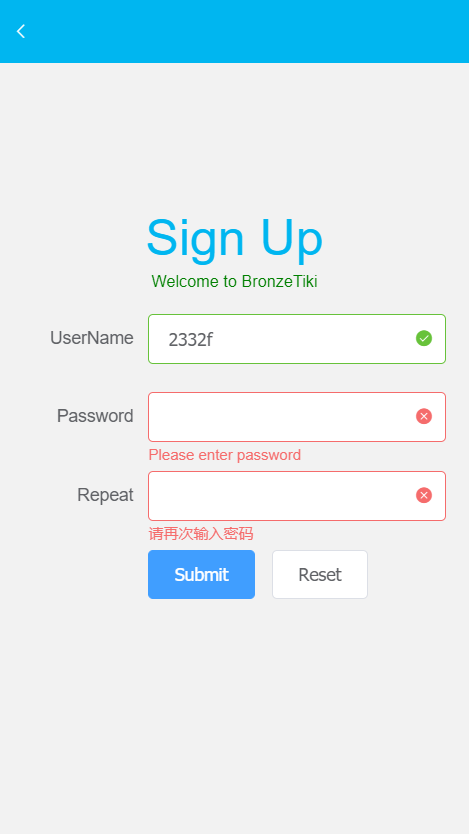 Sign Up
Welcome to BronzeTiki
UserName 2332f
Password
Please enter password
Repeat
请再次输入密码
Submit Reset